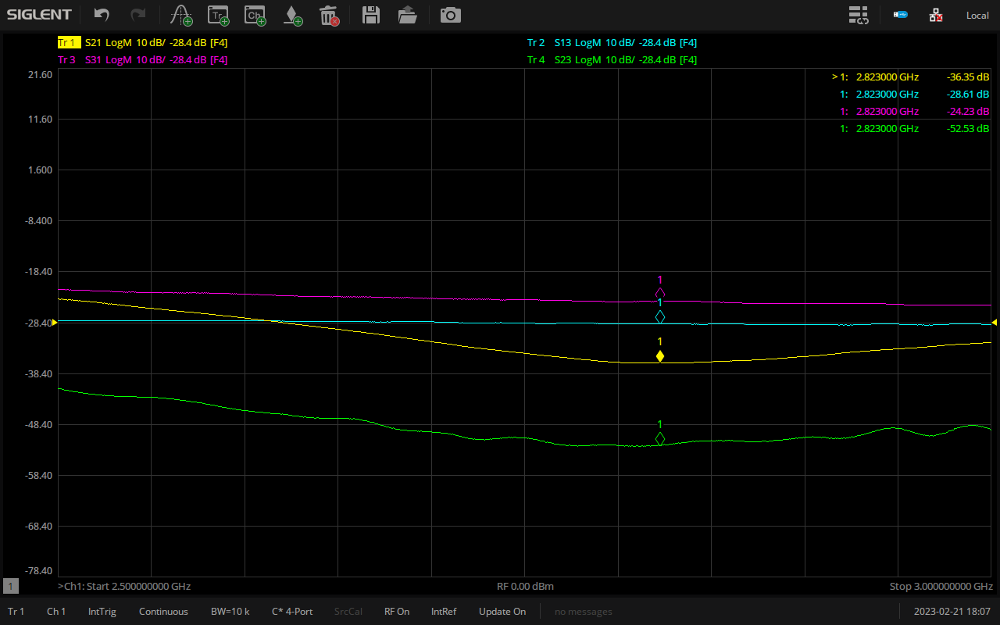 SIGLENT Tr Ch Local
Tr 1 S21 LogM 10 dB/ -28.4 dB [F4] Tr 2 S13 LogM 10 dB/ -28.4 dB [F4]
Tr 3 S31 LogM 10 dB/ -28.4 dB [F4] Tr 4 S23 LogM 10 dB/ -28.4 dB [F4]
21.60
> 1: 2.823000 GHz -36.35 dB
1: 2.823000 GHz -28.61 dB
1: 2.823000 GHz -24.23 dB
1: 2.823000 GHz -52.53 dB
11.60
1.600
-8.400
-18.40
1
1
-28.40
1
-38.40
-48.40
1
-58.40
-68.40
-78.40
1 >Ch1: Start 2.500000000 GHz RF 0.00 dBm Stop 3.000000000 GHz
Tr 1 Ch 1 IntTrig Continuous BW=10 k C* 4-Port SrcCal RF On IntRef Update On no messages 2023-02-21 18:07